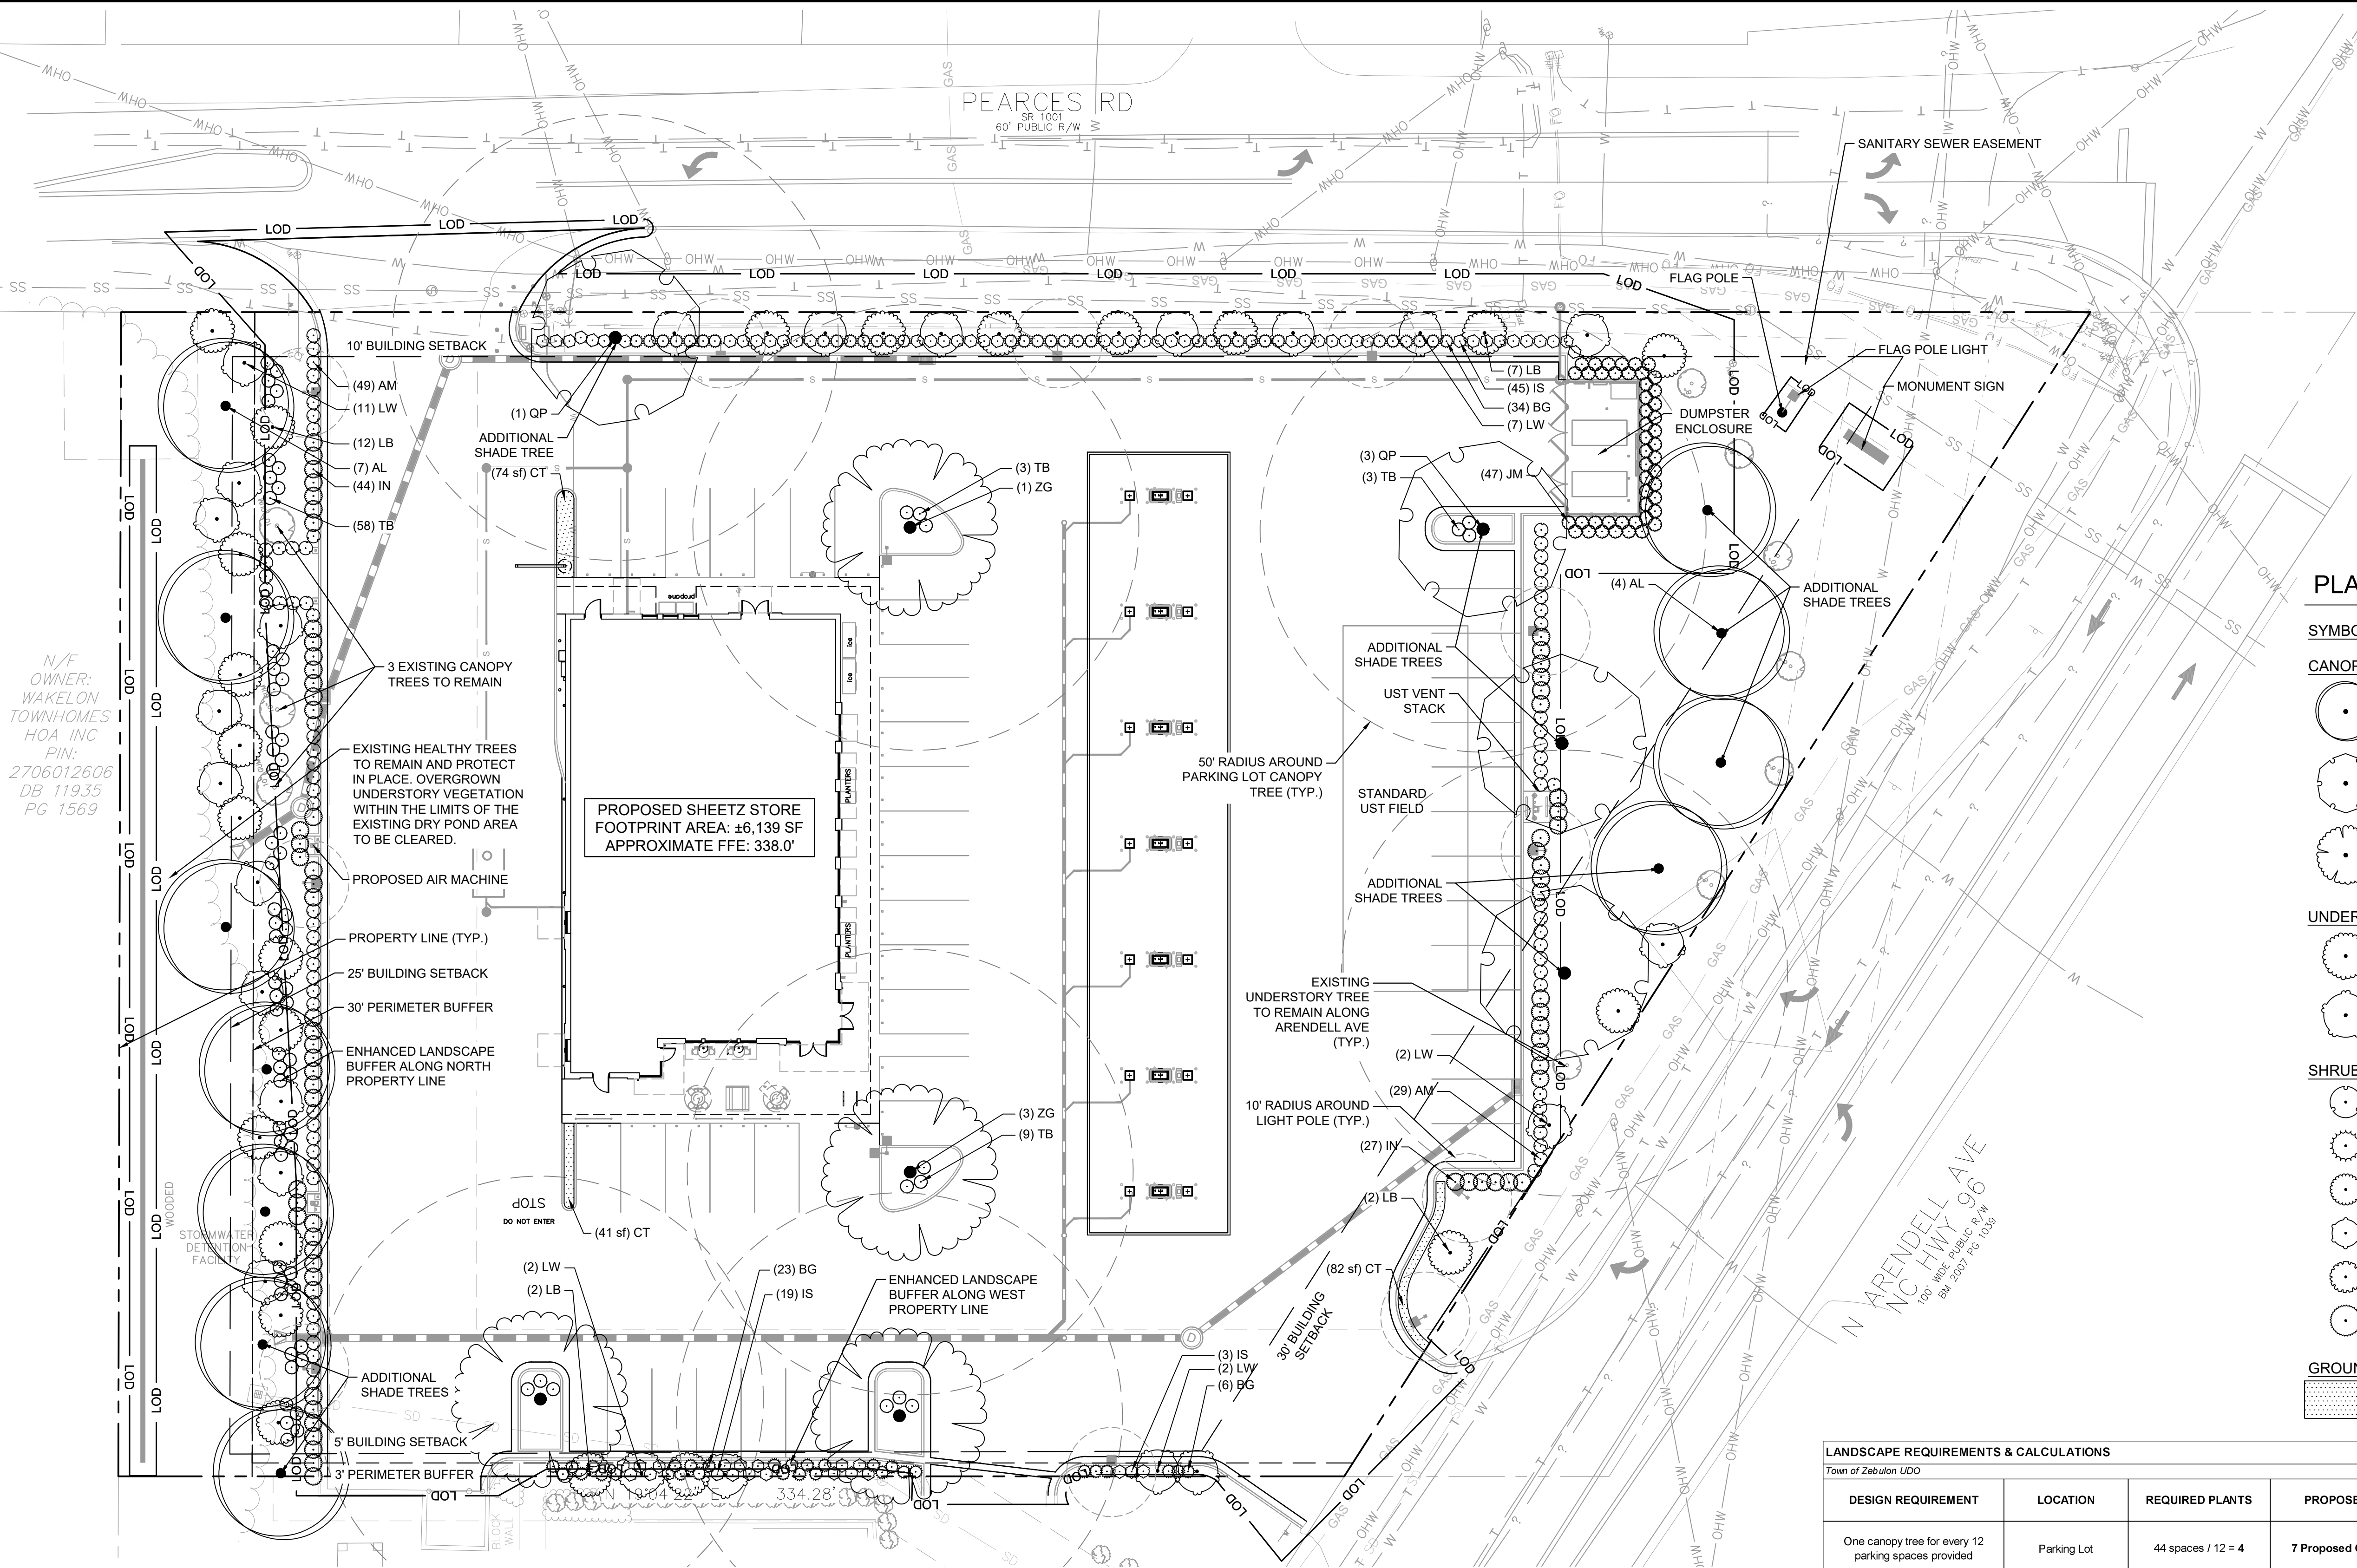 PEARCES RD
SR 1001
60' PUBLIC R/W
SANITARY SEWER EASEMENT
FLAG POLE
FLAG POLE LIGHT
MONUMENT SIGN
DUMPSTER
ENCLOSURE
10' BUILDING SETBACK
(49) AM
(11) LW
(12) LB
(7) AL
(44) IN
(58) TB
(1) QP
ADDITIONAL
SHADE TREE
(74 sf) CT
(3) TB
(1) ZG
(7) LB
(45) IS
(34) BG
(7) LW
(3) QP
(3) TB
(47) JM
(4) AL
ADDITIONAL
SHADE TREES
ADDITIONAL
SHADE TREES
UST VENT
STACK
50' RADIUS AROUND
PARKING LOT CANOPY
TREE (TYP.)
STANDARD
UST FIELD
ADDITIONAL
SHADE TREES
EXISTING
UNDERSTORY TREE
TO REMAIN ALONG
ARENDELL AVE
(TYP.)
(2) LW
(29) AM
10' RADIUS AROUND
LIGHT POLE (TYP.)
(27) IN
(2) LB
(82 sf) CT
30' BUILDING
SETBACK
N/F
OWNER:
WAKELON
TOWNHOMES
HOA INC
PIN:
2706012606
DB 11935
PG 1569
3 EXISTING CANOPY
TREES TO REMAIN
EXISTING HEALTHY TREES
TO REMAIN AND PROTECT
IN PLACE. OVERGROWN
UNDERSTORY VEGETATION
WITHIN THE LIMITS OF THE
EXISTING DRY POND AREA
TO BE CLEARED.
PROPOSED AIR MACHINE
PROPERTY LINE (TYP.)
25' BUILDING SETBACK
30' PERIMETER BUFFER
ENHANCED LANDSCAPE
BUFFER ALONG NORTH
PROPERTY LINE
propane
ice
ice
PLANTERS
PLANTERS
PROPOSED SHEETZ STORE
FOOTPRINT AREA: ±6,139 SF
APPROXIMATE FFE: 338.0'
(3) ZG
(9) TB
STOP
DO NOT ENTER
(41 sf) CT
WOODED
STORMWATER
DETENTION
FACILITY
(2) LW
(2) LB
(23) BG
(19) IS
ENHANCED LANDSCAPE
BUFFER ALONG WEST
PROPERTY LINE
(3) IS
(2) LW
(6) BG
ADDITIONAL
SHADE TREES
5' BUILDING SETBACK
3' PERIMETER BUFFER
334.28'
BLOCK
WALL
N ARENDELL AVE
NC HWY 96
100' WIDE PUBLIC R/W
BM 2007 PG 1039
PLA
SYMBO
CANOP
UNDER
SHRUB
GROUN
LANDSCAPE REQUIREMENTS & CALCULATIONS
Town of Zebulon UDO
DESIGN REQUIREMENT
LOCATION
REQUIRED PLANTS
PROPOSE
One canopy tree for every 12
parking spaces provided
Parking Lot
44 spaces / 12 = 4
7 Proposed